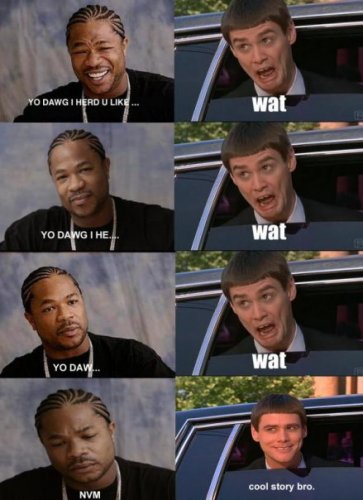 YO DAWG I HERD U LIKE ...
wat
YO DAWG I HE....
wat
YO DAW...
wat
NVM
cool story bro.